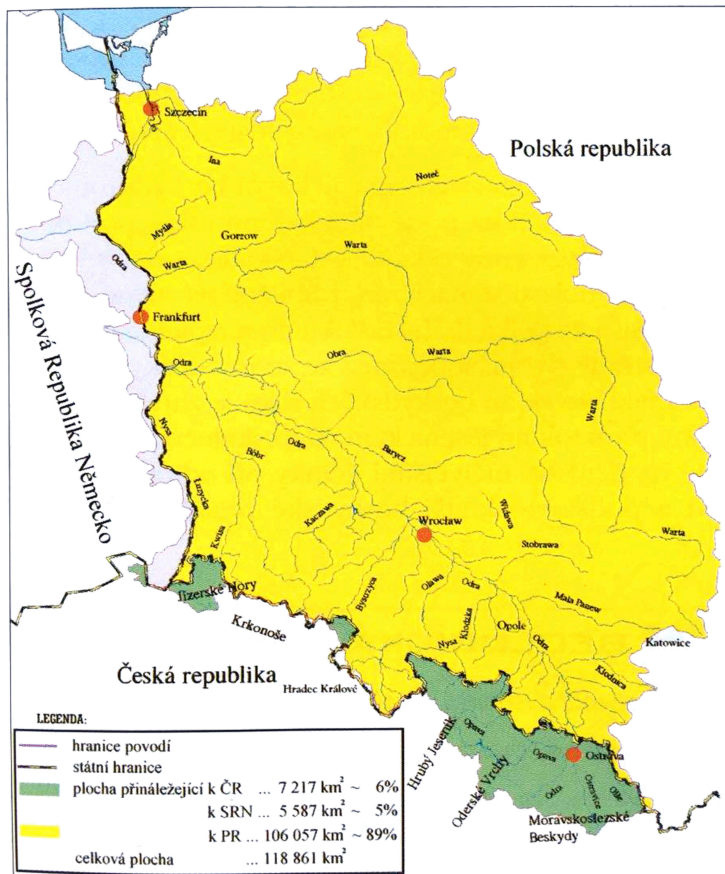 Szczecin
Ina
Polská republika
Noteč
Myśla
Gorzow
Odra
Warta
Warta
Spolková Republika Německo
Frankfurt
Odra
Obra
Warta
Warta
Nysa
Bóbr
Odra
Barycz
Łużycka
Kwisa
Kaczawa
Widawa
Wrocław
Stobrawa
Warta
Bystrzyca
Oława
Odra
Mała Panew
Jizerské Hory
Krkonoše
Nysa
Kłodzka
Opole
Odra
Katowice
Kłodnica
Česká republika
Hradec Králové
Hrubý Jeseník
Opava
Oderské Vrchy
Opava
Ostrava
Odra
Ostravice
Olše
Moravskoslezské
Beskydy
LEGENDA:
hranice povodí
státní hranice
plocha přináležející k ČR ... 7 217 km² ~ 6%
k SRN ... 5 587 km² ~ 5%
k PR ... 106 057 km² ~ 89%
celková plocha ... 118 861 km²